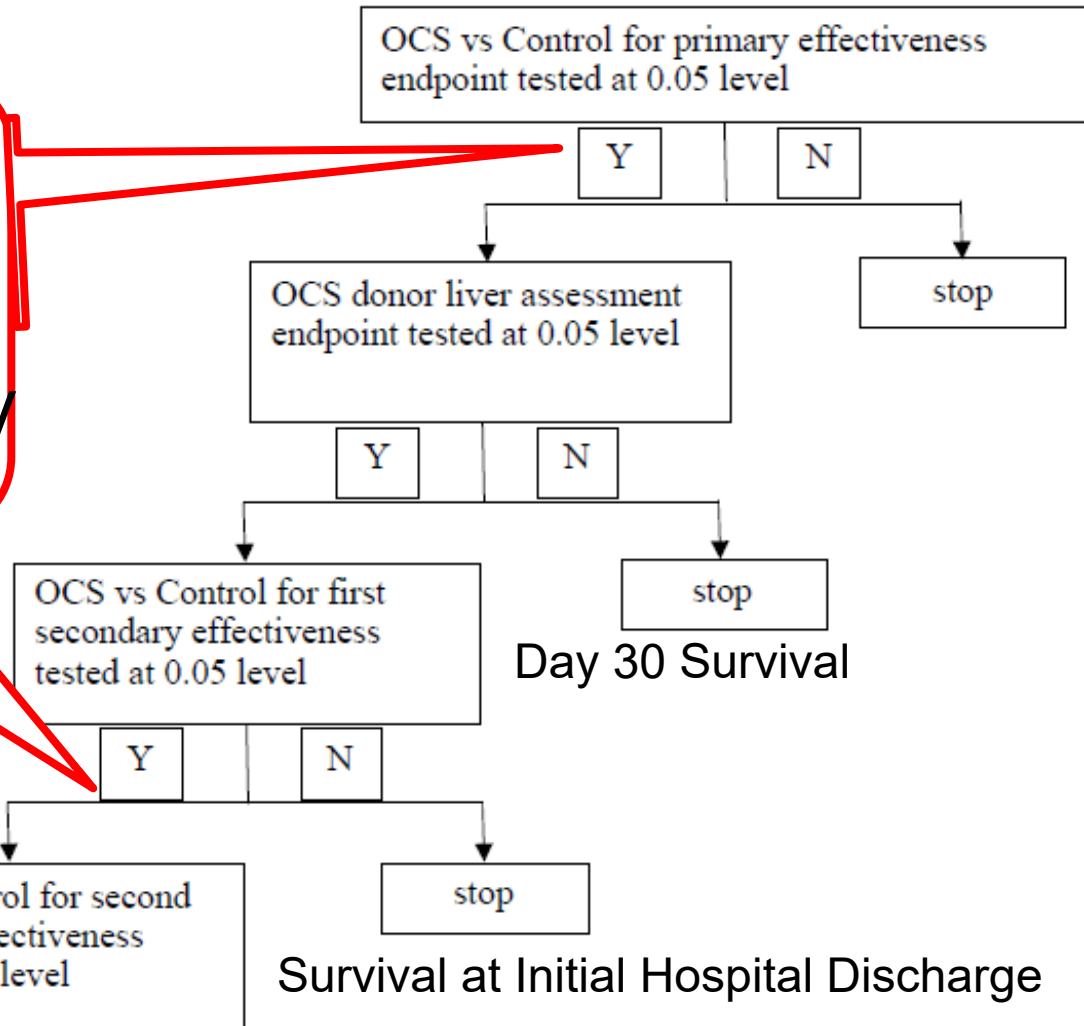 OCS vs Control for primary effectiveness
endpoint tested at 0.05 level
Y
N
OCS donor liver assessment
endpoint tested at 0.05 level
stop
Y
N
OCS vs Control for first
secondary effectiveness
tested at 0.05 level
stop
Day 30 Survival
Y
N
for second
level
stop
Survival at Initial Hospital Discharge